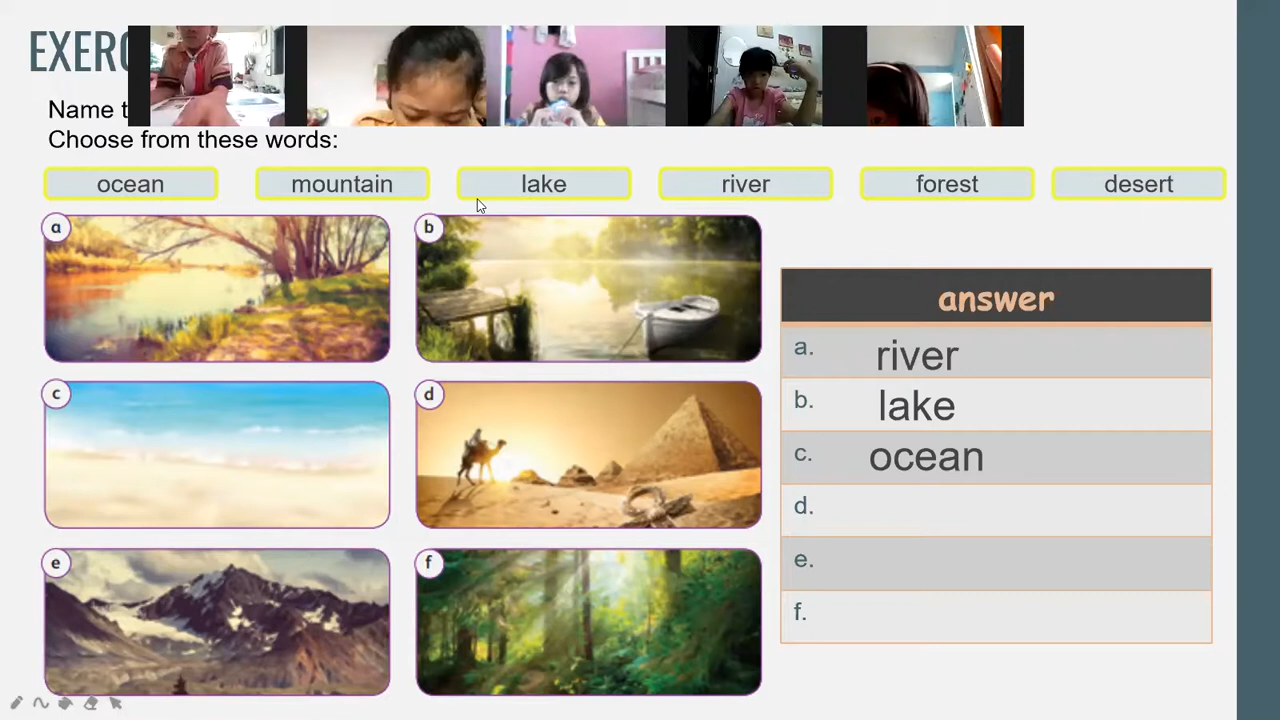 EXERC
Name t
Choose from these words:
ocean mountain lake river forest desert
a
b
c
d
e
f
answer
a. river
b. lake
c. ocean
d.
e.
f.